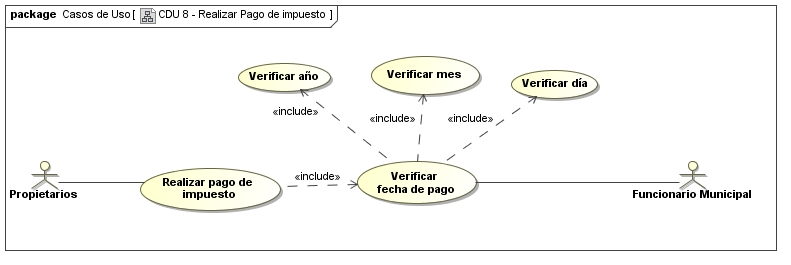 package Casos de Uso [ CDU 8 - Realizar Pago de impuesto ]
Verificar año
Verificar mes
Verificar día
«include»
«include»
«include»
Realizar pago de
impuesto
«include»
Verificar
fecha de pago
Propietarios
Funcionario Municipal